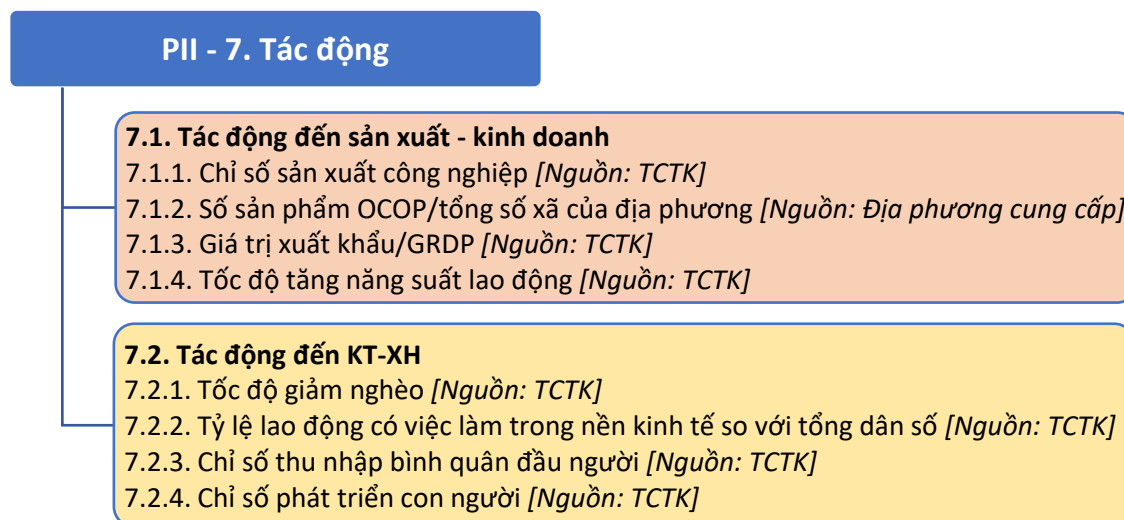 PII - 7. Tác động
7.1. Tác động đến sản xuất - kinh doanh
7.1.1. Chỉ số sản xuất công nghiệp [Nguồn: TCTK]
7.1.2. Số sản phẩm OCOP/tổng số xã của địa phương [Nguồn: Địa phương cung cấp]
7.1.3. Giá trị xuất khẩu/GRDP [Nguồn: TCTK]
7.1.4. Tốc độ tăng năng suất lao động [Nguồn: TCTK]
7.2. Tác động đến KT-XH
7.2.1. Tốc độ giảm nghèo [Nguồn: TCTK]
7.2.2. Tỷ lệ lao động có việc làm trong nền kinh tế so với tổng dân số [Nguồn: TCTK]
7.2.3. Chỉ số thu nhập bình quân đầu người [Nguồn: TCTK]
7.2.4. Chỉ số phát triển con người [Nguồn: TCTK]